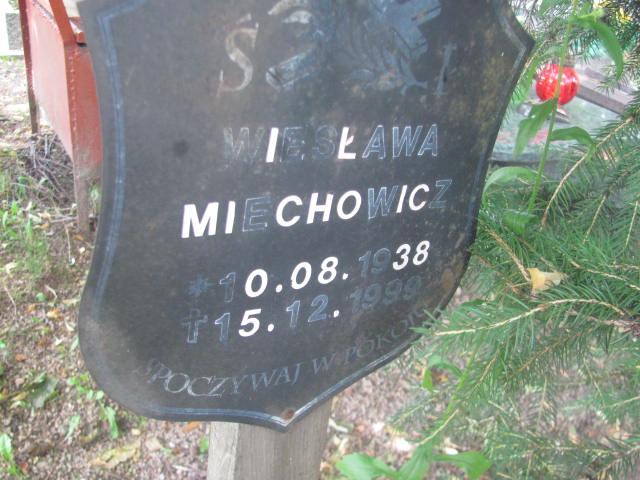 Ś P
WIESŁAWA
MIECHOWICZ
* 10.08.1938
† 15.12.1999
SPOCZYWAJ W POKOJU